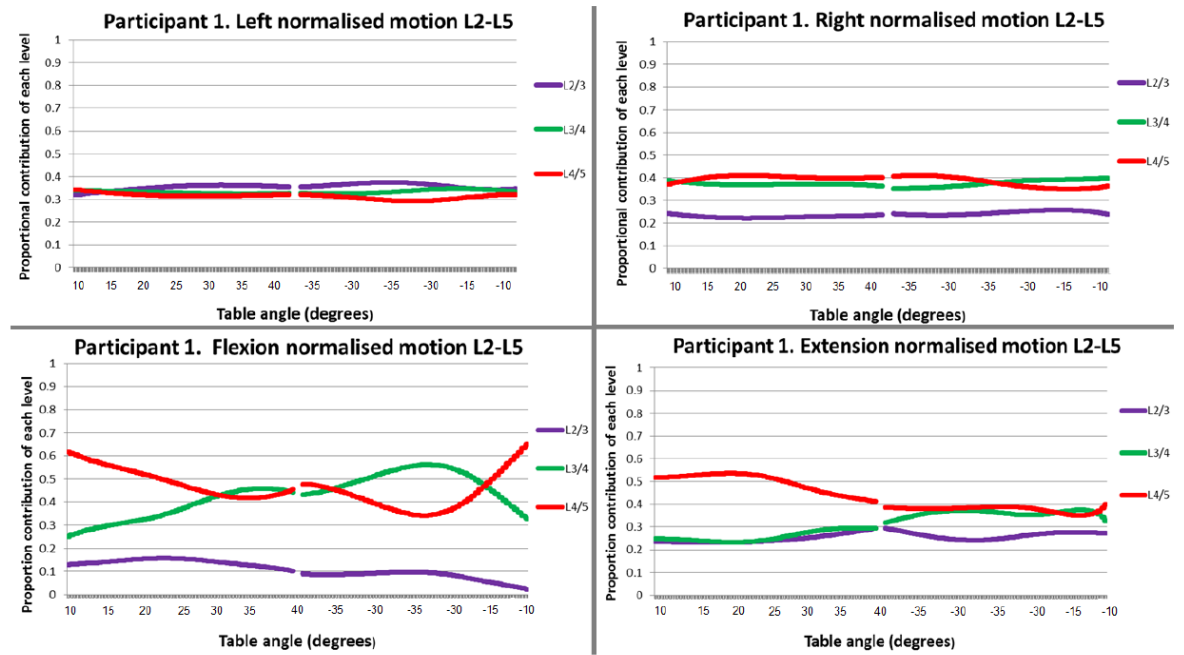 Participant 1. Left normalised motion L2-L5
Proportional contribution of each level
1
0.9
0.8
0.7
0.6
0.5
0.4
0.3
0.2
0.1
0
10 15 20 25 30 35 40 -35 -35 -30 -30 -10 -10
Table angle (degrees)
L2/3
L3/4
L4/5
Participant 1. Right normalised motion L2-L5
Proportional contribution of each level
1
0.9
0.8
0.7
0.6
0.5
0.4
0.3
0.2
0.1
0
10 15 20 25 30 35 40 -35 -35 -30 -20 -15 -10
Table angle (degrees)
L2/3
L3/4
L4/5
Participant 1. Flexion normalised motion L2-L5
Proportion contribution of each level
1
0.9
0.8
0.7
0.6
0.5
0.4
0.3
0.2
0.1
0
10 15 20 25 30 35 40 -35 -35 -30 -30 -15 -10
Table angle (degrees)
L2/3
L3/4
L4/5
Participant 1. Extension normalised motion L2-L5
Proportion contribution of each level
1
0.9
0.8
0.7
0.6
0.5
0.4
0.3
0.2
0.1
0
10 15 20 25 30 35 40 -35 -30 -30 -20 -15 -10
Table angle (degrees)
L2/3
L3/4
L4/5